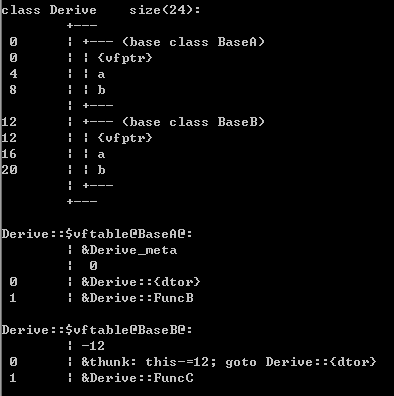 class Derive    size(24):
        +---
 0      | +--- (base class BaseA)
 0      | | {vfptr}
 4      | | a
 8      | | b
        | +---
12      | +--- (base class BaseB)
12      | | {vfptr}
16      | | a
20      | | b
        | +---
        +---
Derive::$vftable@BaseA@:
        | &Derive_meta
        |  0
 0      | &Derive::{dtor}
 1      | &Derive::FuncB
Derive::$vftable@BaseB@:
        | -12
 0      | &thunk: this-=12; goto Derive::{dtor}
 1      | &Derive::FuncC